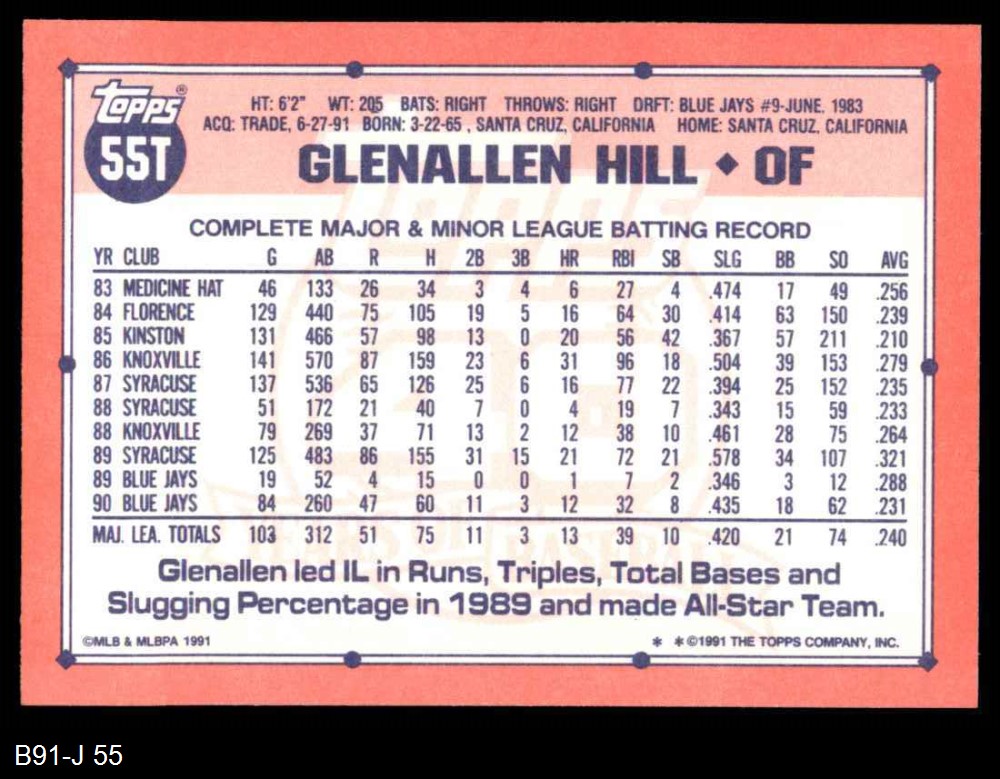 Topps®
55T
HT: 6'2" WT: 205 BATS: RIGHT THROWS: RIGHT DRFT: BLUE JAYS #9-JUNE, 1983
ACQ: TRADE, 6-27-91 BORN: 3-22-65, SANTA CRUZ, CALIFORNIA HOME: SANTA CRUZ, CALIFORNIA
GLENALLEN HILL ◆ OF
COMPLETE MAJOR & MINOR LEAGUE BATTING RECORD
YR CLUB G AB R H 2B 3B HR RBI SB SLG BB SO AVG
83 MEDICINE HAT 46 133 26 34 3 4 6 27 4 .474 17 49 .256
84 FLORENCE 129 440 75 105 19 5 16 64 30 .414 63 150 .239
85 KINSTON 131 466 57 98 13 0 20 56 42 .367 57 211 .210
86 KNOXVILLE 141 570 87 159 23 6 31 96 18 .504 39 153 .279
87 SYRACUSE 137 536 65 126 25 6 16 77 22 .394 25 152 .235
88 SYRACUSE 51 172 21 40 7 0 4 19 7 .343 15 59 .233
88 KNOXVILLE 79 269 37 71 13 2 12 38 10 .461 28 75 .264
89 SYRACUSE 125 483 86 155 31 15 21 72 21 .578 34 107 .321
89 BLUE JAYS 19 52 4 15 0 0 1 7 2 .346 3 12 .288
90 BLUE JAYS 84 260 47 60 11 3 12 32 8 .435 18 62 .231
MAJ. LEA. TOTALS 103 312 51 75 11 3 13 39 10 .420 21 74 .240
Glenallen led IL in Runs, Triples, Total Bases and
Slugging Percentage in 1989 and made All-Star Team.
©MLB & MLBPA 1991 * *©1991 THE TOPPS COMPANY, INC.
TOPPS
40
YEARS OF BASEBALL
B91-J 55